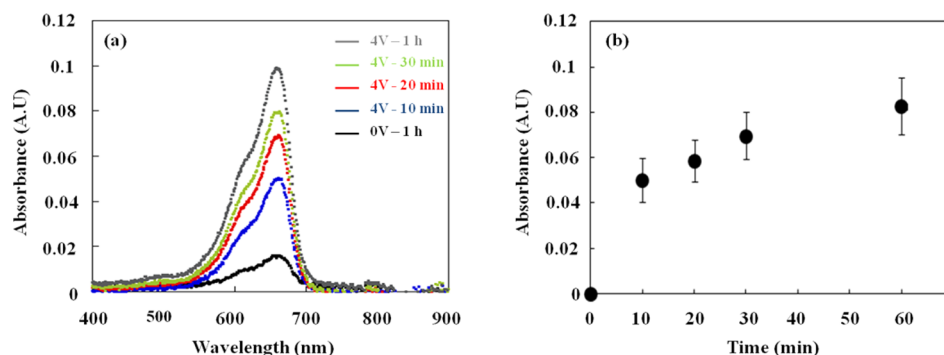 (a)
4V – 1 h
4V - 30 min
4V - 20 min
4V - 10 min
0V – 1 h
Absorbance (A.U)
0.12
0.1
0.08
0.06
0.04
0.02
0
400 500 600 700 800 900
Wavelength (nm)
(b)
Absorbance (A.U)
0.12
0.1
0.08
0.06
0.04
0.02
0
0 10 20 30 40 50 60
Time (min)